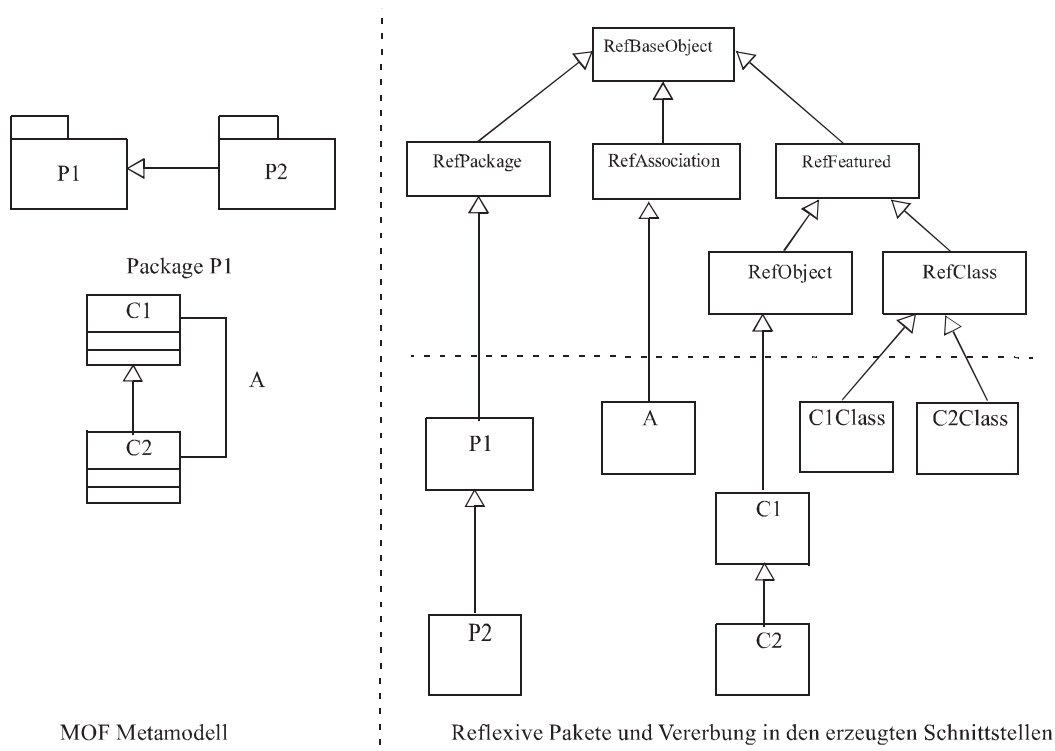 P1
P2
Package P1
C1
A
C2
MOF Metamodell
RefBaseObject
RefPackage
RefAssociation
RefFeatured
RefObject
RefClass
P1
A
C1Class
C2Class
C1
P2
C2
Reflexive Pakete und Vererbung in den erzeugten Schnittstellen